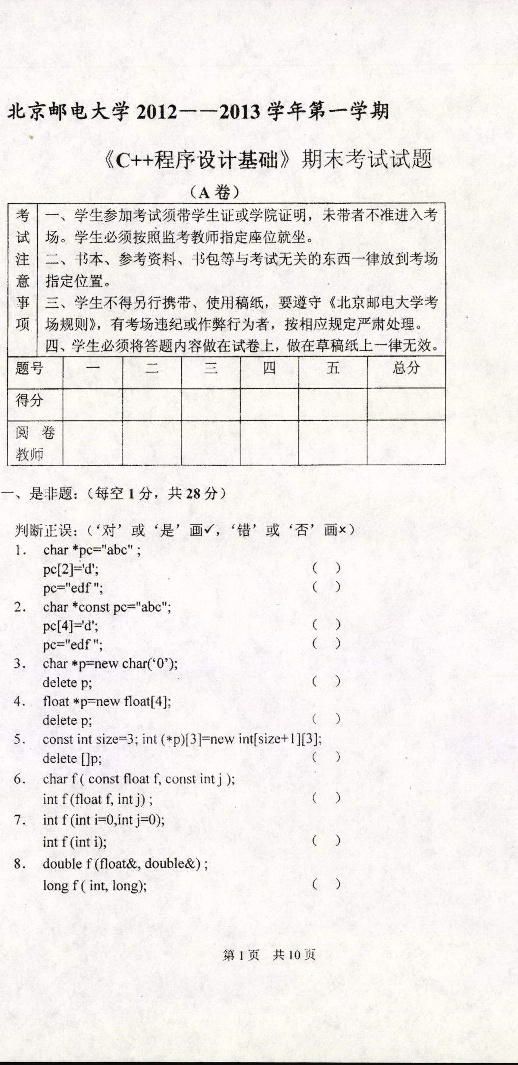 北京邮电大学 2012——2013 学年第一学期
《C++程序设计基础》期末考试试题
（A 卷）
考试注意事项
一、学生参加考试须带学生证或学院证明，未带者不准进入考
场。学生必须按照监考教师指定座位就坐。
二、书本、参考资料、书包等与考试无关的东西一律放到考场
指定位置。
三、学生不得另行携带、使用稿纸，要遵守《北京邮电大学考
场规则》，有考场违纪或作弊行为者，按相应规定严肃处理。
四、学生必须将答题内容做在试卷上，做在草稿纸上一律无效。
题号 一 二 三 四 五 总分
得分
阅 卷
教师
一、是非题：（每空 1 分，共 28 分）
判断正误：（‘对’或‘是’画✓，‘错’或‘否’画×）
1． char *pc="abc" ;
pc[2]='d'; （ ）
pc="edf "; （ ）
2． char *const pc="abc";
pc[4]='d'; （ ）
pc="edf "; （ ）
3． char *p=new char(‘0’);
delete p; （ ）
4． float *p=new float[4];
delete p; （ ）
5． const int size=3; int (*p)[3]=new int[size+1][3];
delete []p; （ ）
6． char f ( const float f, const int j );
int f (float f, int j) ; （ ）
7． int f (int i=0,int j=0);
int f (int i); （ ）
8． double f (float&, double&) ;
long f ( int, long); （ ）
第 1 页 共 10 页